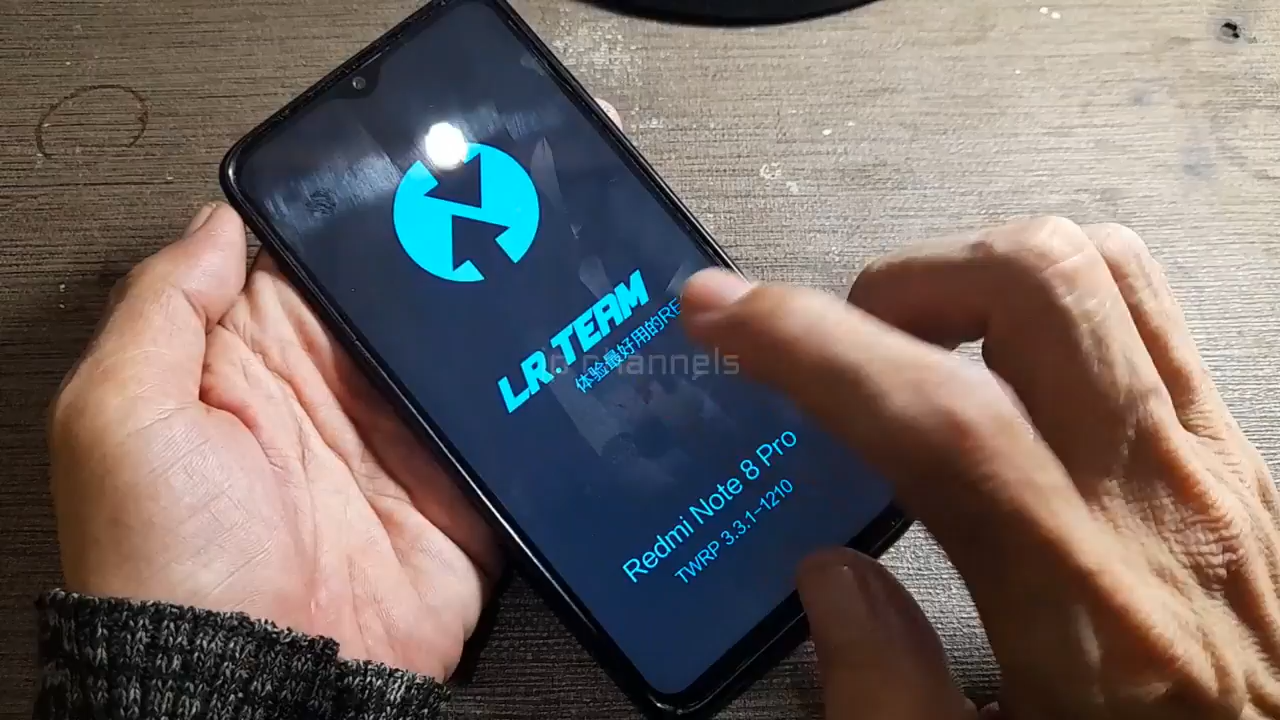 LR.TEAM
体验最好用的RE
channels
Redmi Note 8 Pro
TWRP 3.3.1-1210